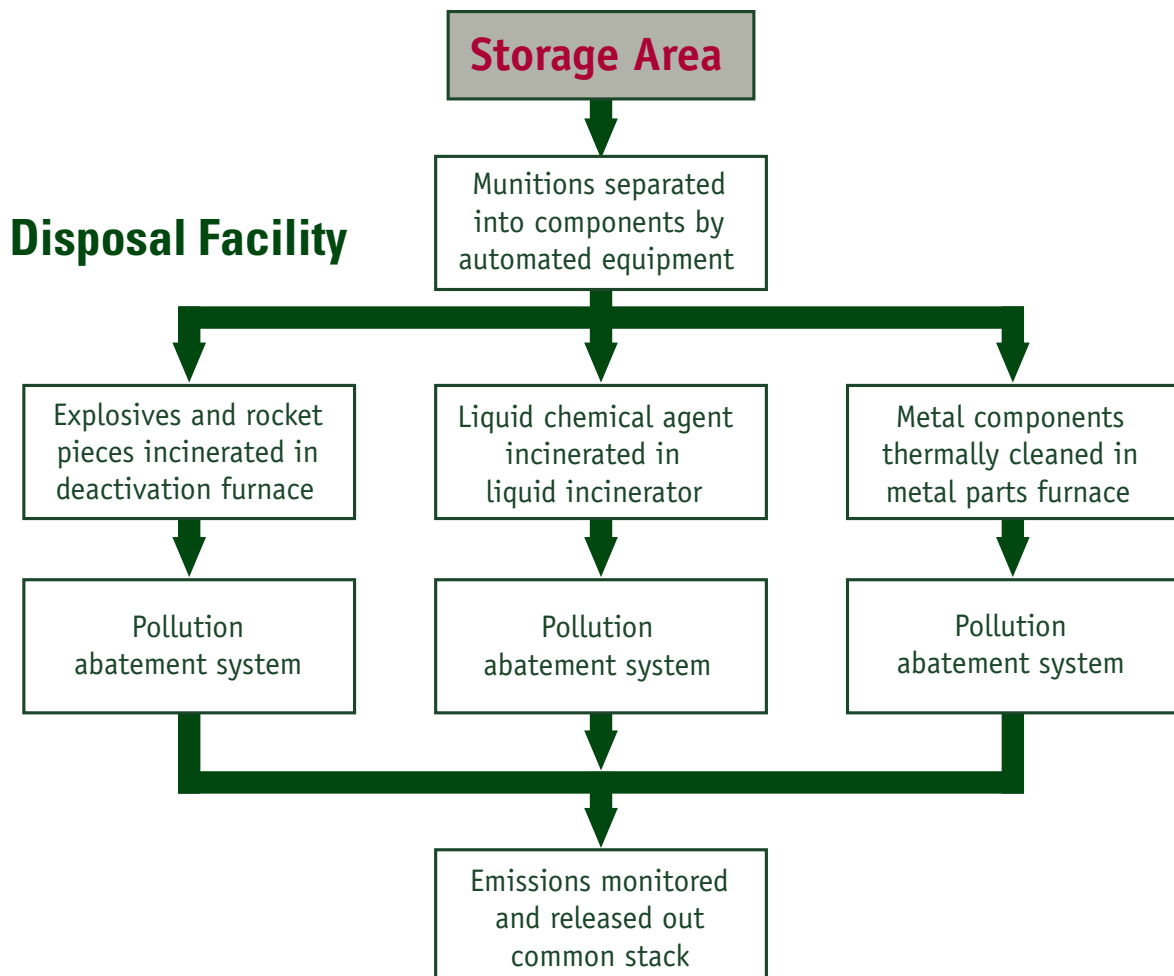 Storage Area
Munitions separated
into components by
automated equipment
Disposal Facility
Explosives and rocket
pieces incinerated in
deactivation furnace
Liquid chemical agent
incinerated in
liquid incinerator
Metal components
thermally cleaned in
metal parts furnace
Pollution
abatement system
Pollution
abatement system
Pollution
abatement system
Emissions monitored
and released out
common stack